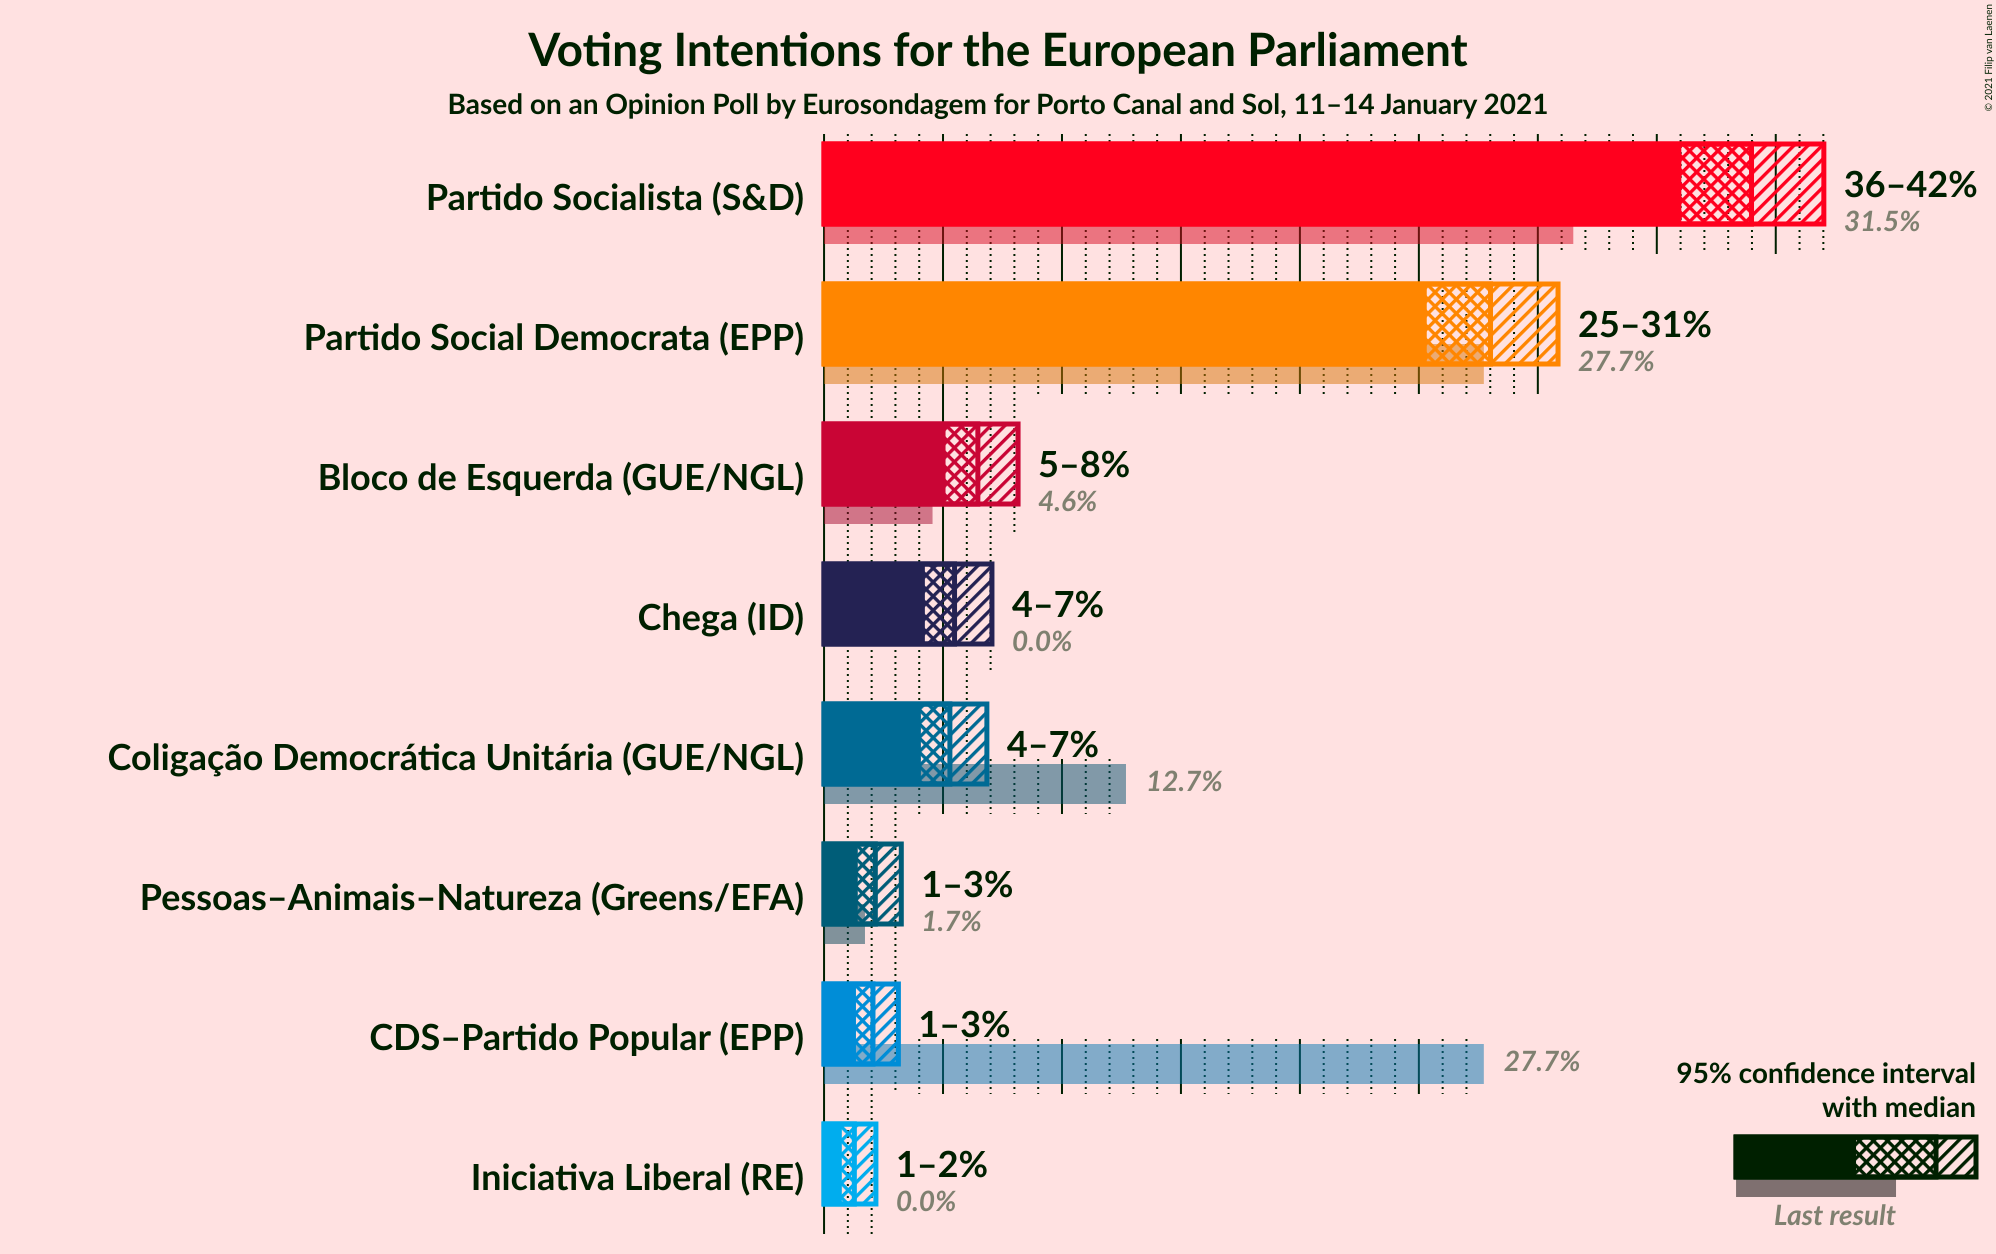 Voting Intentions for the European Parliament
Based on an Opinion Poll by Eurosondagem for Porto Canal and Sol, 11–14 January 2021
© 2021 Filip van Laenen
Partido Socialista (S&D)
36–42%
31.5%
Partido Social Democrata (EPP)
25–31%
27.7%
Bloco de Esquerda (GUE/NGL)
5–8%
4.6%
Chega (ID)
4–7%
0.0%
Coligação Democrática Unitária (GUE/NGL)
4–7%
12.7%
Pessoas–Animais–Natureza (Greens/EFA)
1–3%
1.7%
CDS–Partido Popular (EPP)
1–3%
27.7%
Iniciativa Liberal (RE)
1–2%
0.0%
95% confidence interval
with median
Last result